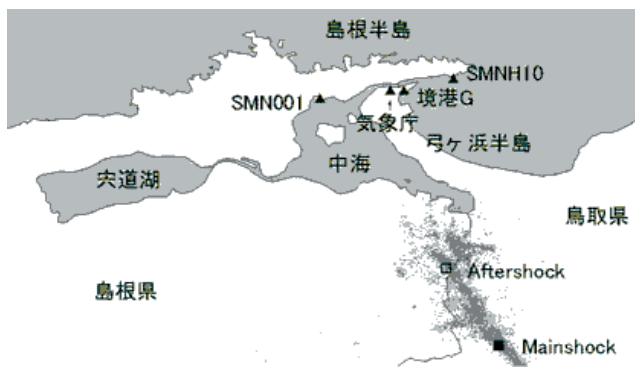 島根半島
SMNH10
SMN001
境港G
気象庁
弓ヶ浜半島
中海
宍道湖
鳥取県
Aftershock
島根県
Mainshock